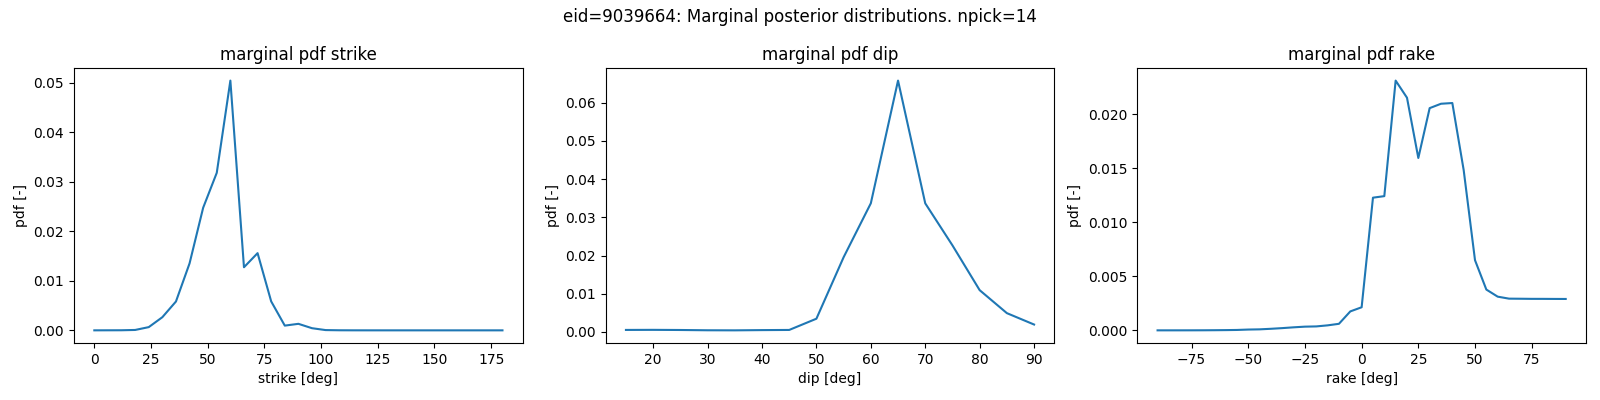 eid=9039664: Marginal posterior distributions. npick=14
marginal pdf strike
0.05
0.04
0.03
0.02
0.01
0.00
pdf [-]
0 25 50 75 100 125 150 175
strike [deg]
marginal pdf dip
0.06
0.05
0.04
0.03
0.02
0.01
0.00
pdf [-]
20 30 40 50 60 70 80 90
dip [deg]
marginal pdf rake
0.020
0.015
0.010
0.005
0.000
pdf [-]
−75 −50 −25 0 25 50 75
rake [deg]